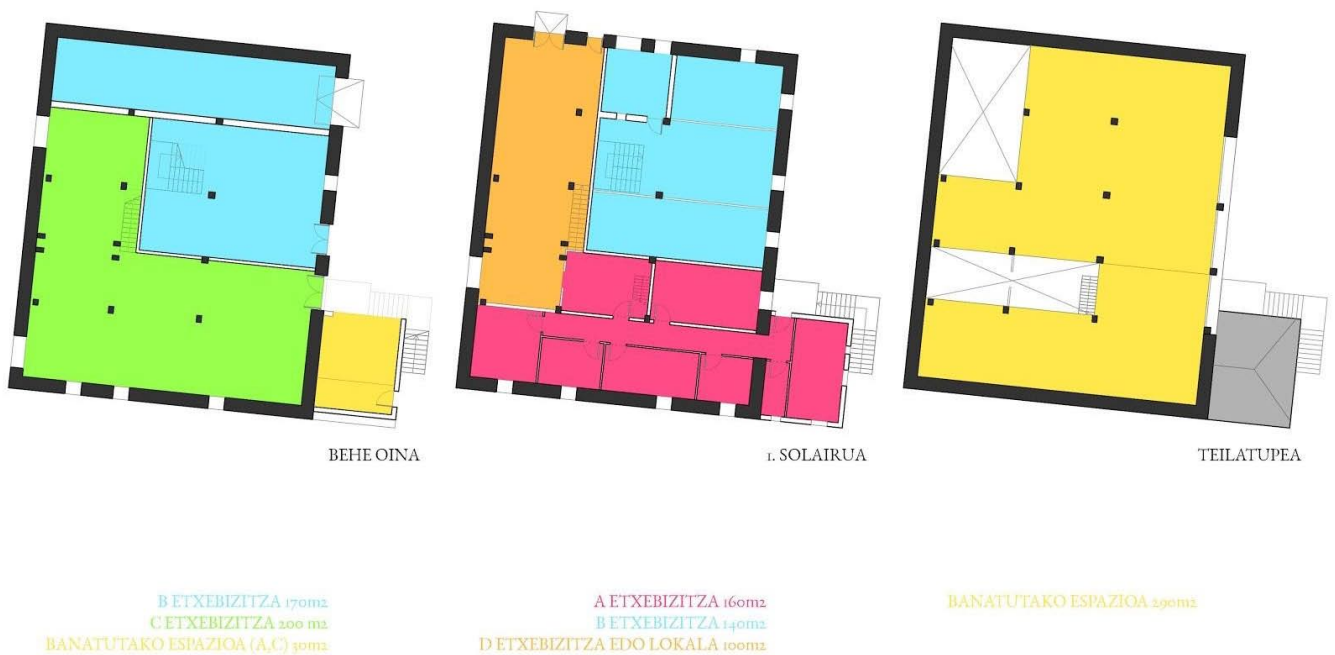 BEHE OINA
1. SOLAIRUA
TEILATUPEA
B ETXEBIZITZA 170m2
C ETXEBIZITZA 200 m2
BANATUTAKO ESPAZIOA (A,C) 30m2
A ETXEBIZITZA 160m2
B ETXEBIZITZA 140m2
D ETXEBIZITZA EDO LOKALA 100m2
BANATUTAKO ESPAZIOA 290m2